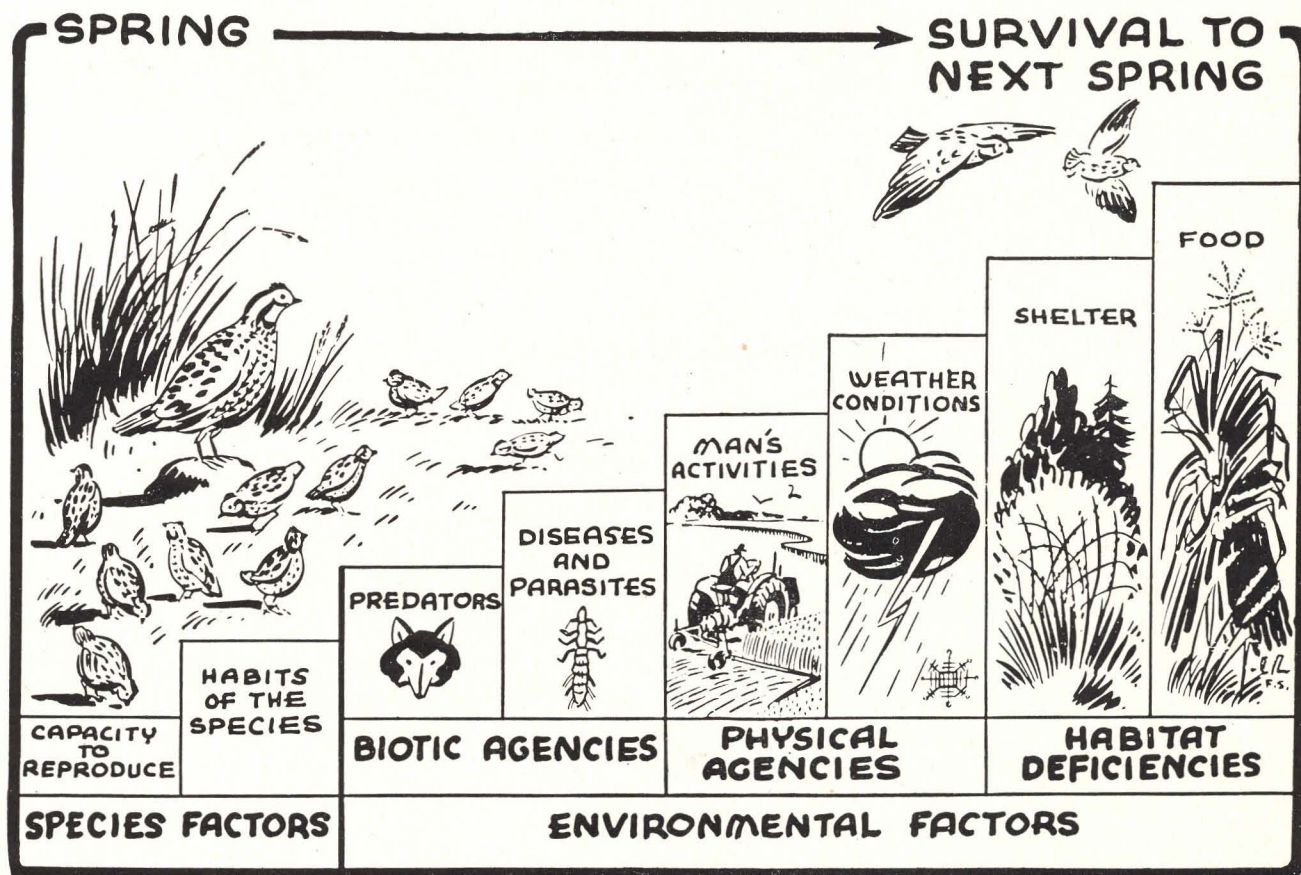 SPRING
SURVIVAL TO
NEXT SPRING
FOOD
SHELTER
WEATHER
CONDITIONS
MAN'S
ACTIVITIES
DISEASES
AND
PARASITES
PREDATORS
HABITS
OF THE
SPECIES
CAPACITY
TO
REPRODUCE
BIOTIC AGENCIES
PHYSICAL
AGENCIES
HABITAT
DEFICIENCIES
F.S.
SPECIES FACTORS
ENVIRONMENTAL FACTORS